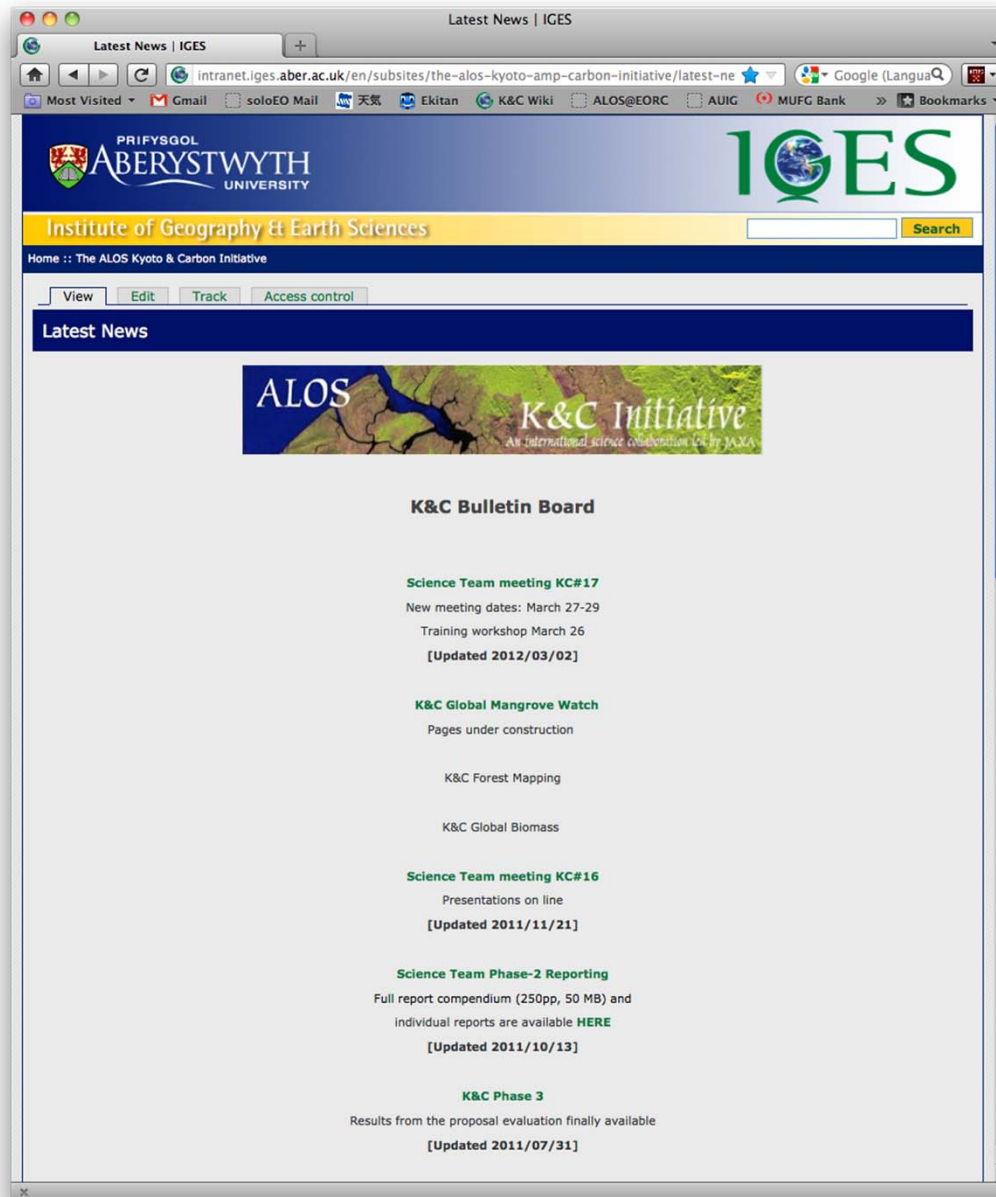 Latest News | IGES
Latest News | IGES
intranet.iges.aber.ac.uk/en/subsites/the-alos-kyoto-amp-carbon-initiative/latest-ne
Google (Langua
Most Visited
Gmail
soloEO Mail
天気
Ekitan
K&C Wiki
ALOS@EORC
AUIG
MUFG Bank
»
Bookmarks
PRIFYSGOL
ABERYSTWYTH
UNIVERSITY
IGES
Institute of Geography & Earth Sciences
Search
Home :: The ALOS Kyoto & Carbon Initiative
View
Edit
Track
Access control
Latest News
ALOS
K&C Initiative
An international science collaboration led by JAXA
K&C Bulletin Board
Science Team meeting KC#17
New meeting dates: March 27-29
Training workshop March 26
[Updated 2012/03/02]
K&C Global Mangrove Watch
Pages under construction
K&C Forest Mapping
K&C Global Biomass
Science Team meeting KC#16
Presentations on line
[Updated 2011/11/21]
Science Team Phase-2 Reporting
Full report compendium (250pp, 50 MB) and
individual reports are available HERE
[Updated 2011/10/13]
K&C Phase 3
Results from the proposal evaluation finally available
[Updated 2011/07/31]